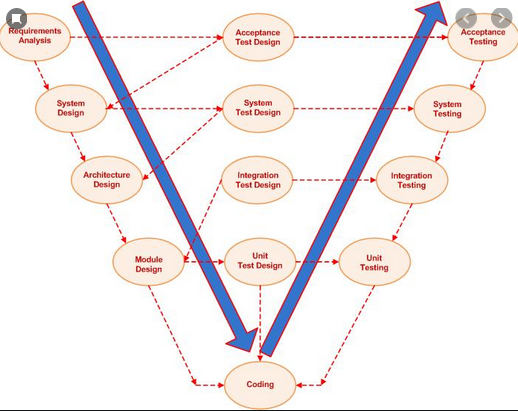 Requirements
Analysis
Acceptance
Test Design
Acceptance
Testing
System
Design
System
Test Design
System
Testing
Architecture
Design
Integration
Test Design
Integration
Testing
Module
Design
Unit
Test Design
Unit
Testing
Coding